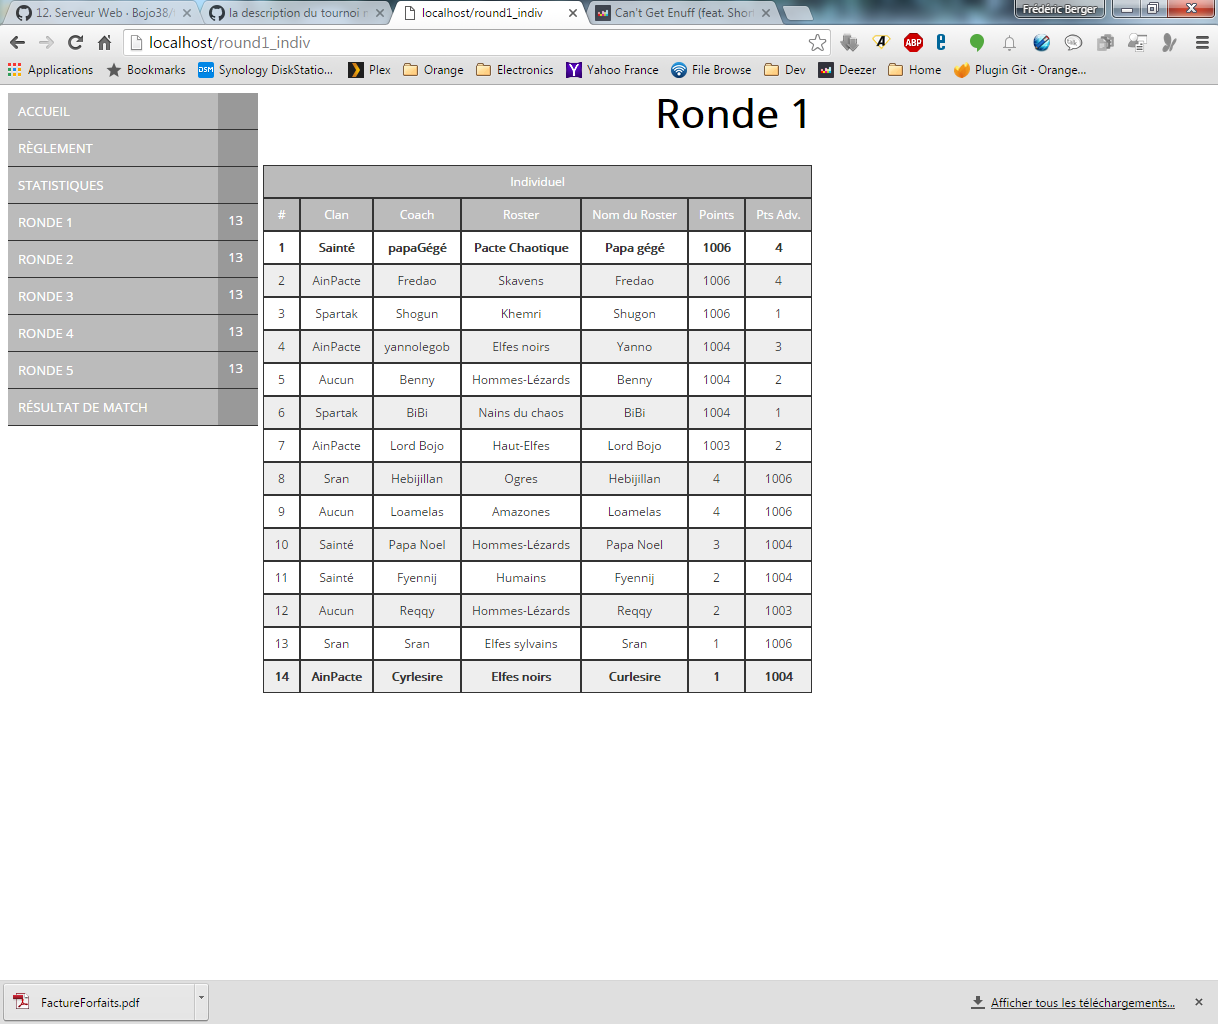 12. Serveur Web · Bojo38/
la description du tournoi n
localhost/round1_indiv
Can't Get Enuff (feat. Short
Frédéric Berger
localhost/round1_indiv
Applications
Bookmarks
Synology DiskStatio...
Plex
Orange
Electronics
Yahoo France
File Browse
Dev
Deezer
Home
Plugin Git - Orange...
ACCUEIL
RÈGLEMENT
STATISTIQUES
RONDE 1 13
RONDE 2 13
RONDE 3 13
RONDE 4 13
RONDE 5 13
RÉSULTAT DE MATCH
Ronde 1
Individuel
# Clan Coach Roster Nom du Roster Points Pts Adv.
1 Sainté papaGégé Pacte Chaotique Papa gégé 1006 4
2 AinPacte Fredao Skavens Fredao 1006 4
3 Spartak Shogun Khemri Shugon 1006 1
4 AinPacte yannolegob Elfes noirs Yanno 1004 3
5 Aucun Benny Hommes-Lézards Benny 1004 2
6 Spartak BiBi Nains du chaos BiBi 1004 1
7 AinPacte Lord Bojo Haut-Elfes Lord Bojo 1003 2
8 Sran Hebijillan Ogres Hebijillan 4 1006
9 Aucun Loamelas Amazones Loamelas 4 1006
10 Sainté Papa Noel Hommes-Lézards Papa Noel 3 1004
11 Sainté Fyennij Humains Fyennij 2 1004
12 Aucun Reqqy Hommes-Lézards Reqqy 2 1003
13 Sran Sran Elfes sylvains Sran 1 1006
14 AinPacte Cyrlesire Elfes noirs Curlesire 1 1004
FactureForfaits.pdf
Afficher tous les téléchargements...